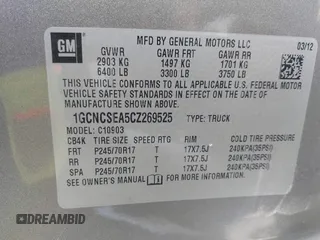 GM
MFD BY GENERAL MOTORS LLC 03/12
GVWR GAWR FRT GAWR RR
2903 KG 1497 KG 1701 KG
6400 LB 3300 LB 3750 LB
THIS VEHICLE CONFORMS TO ALL APPLICABLE U.S. FEDERAL MOTOR
VEHICLE SAFETY STANDARDS IN EFFECT ON THE DATE OF
MANUFACTURE SHOWN ABOVE.
1GCNCSEA5CZ269525 TYPE: TRUCK
MODEL: C10903
CB4K TIRE SIZE SPEED RTG RIM COLD TIRE PRESSURE
FRT P245/70R17 T 17X7.5J 240KPA(35PSI)
RR P245/70R17 T 17X7.5J 240KPA(35PSI)
SPA P245/70R17 T 17X7.5J 240KPA(35PSI)
SEE OWNER'S MANUAL FOR ADDITIONAL INFORMATION.
DREAMBID